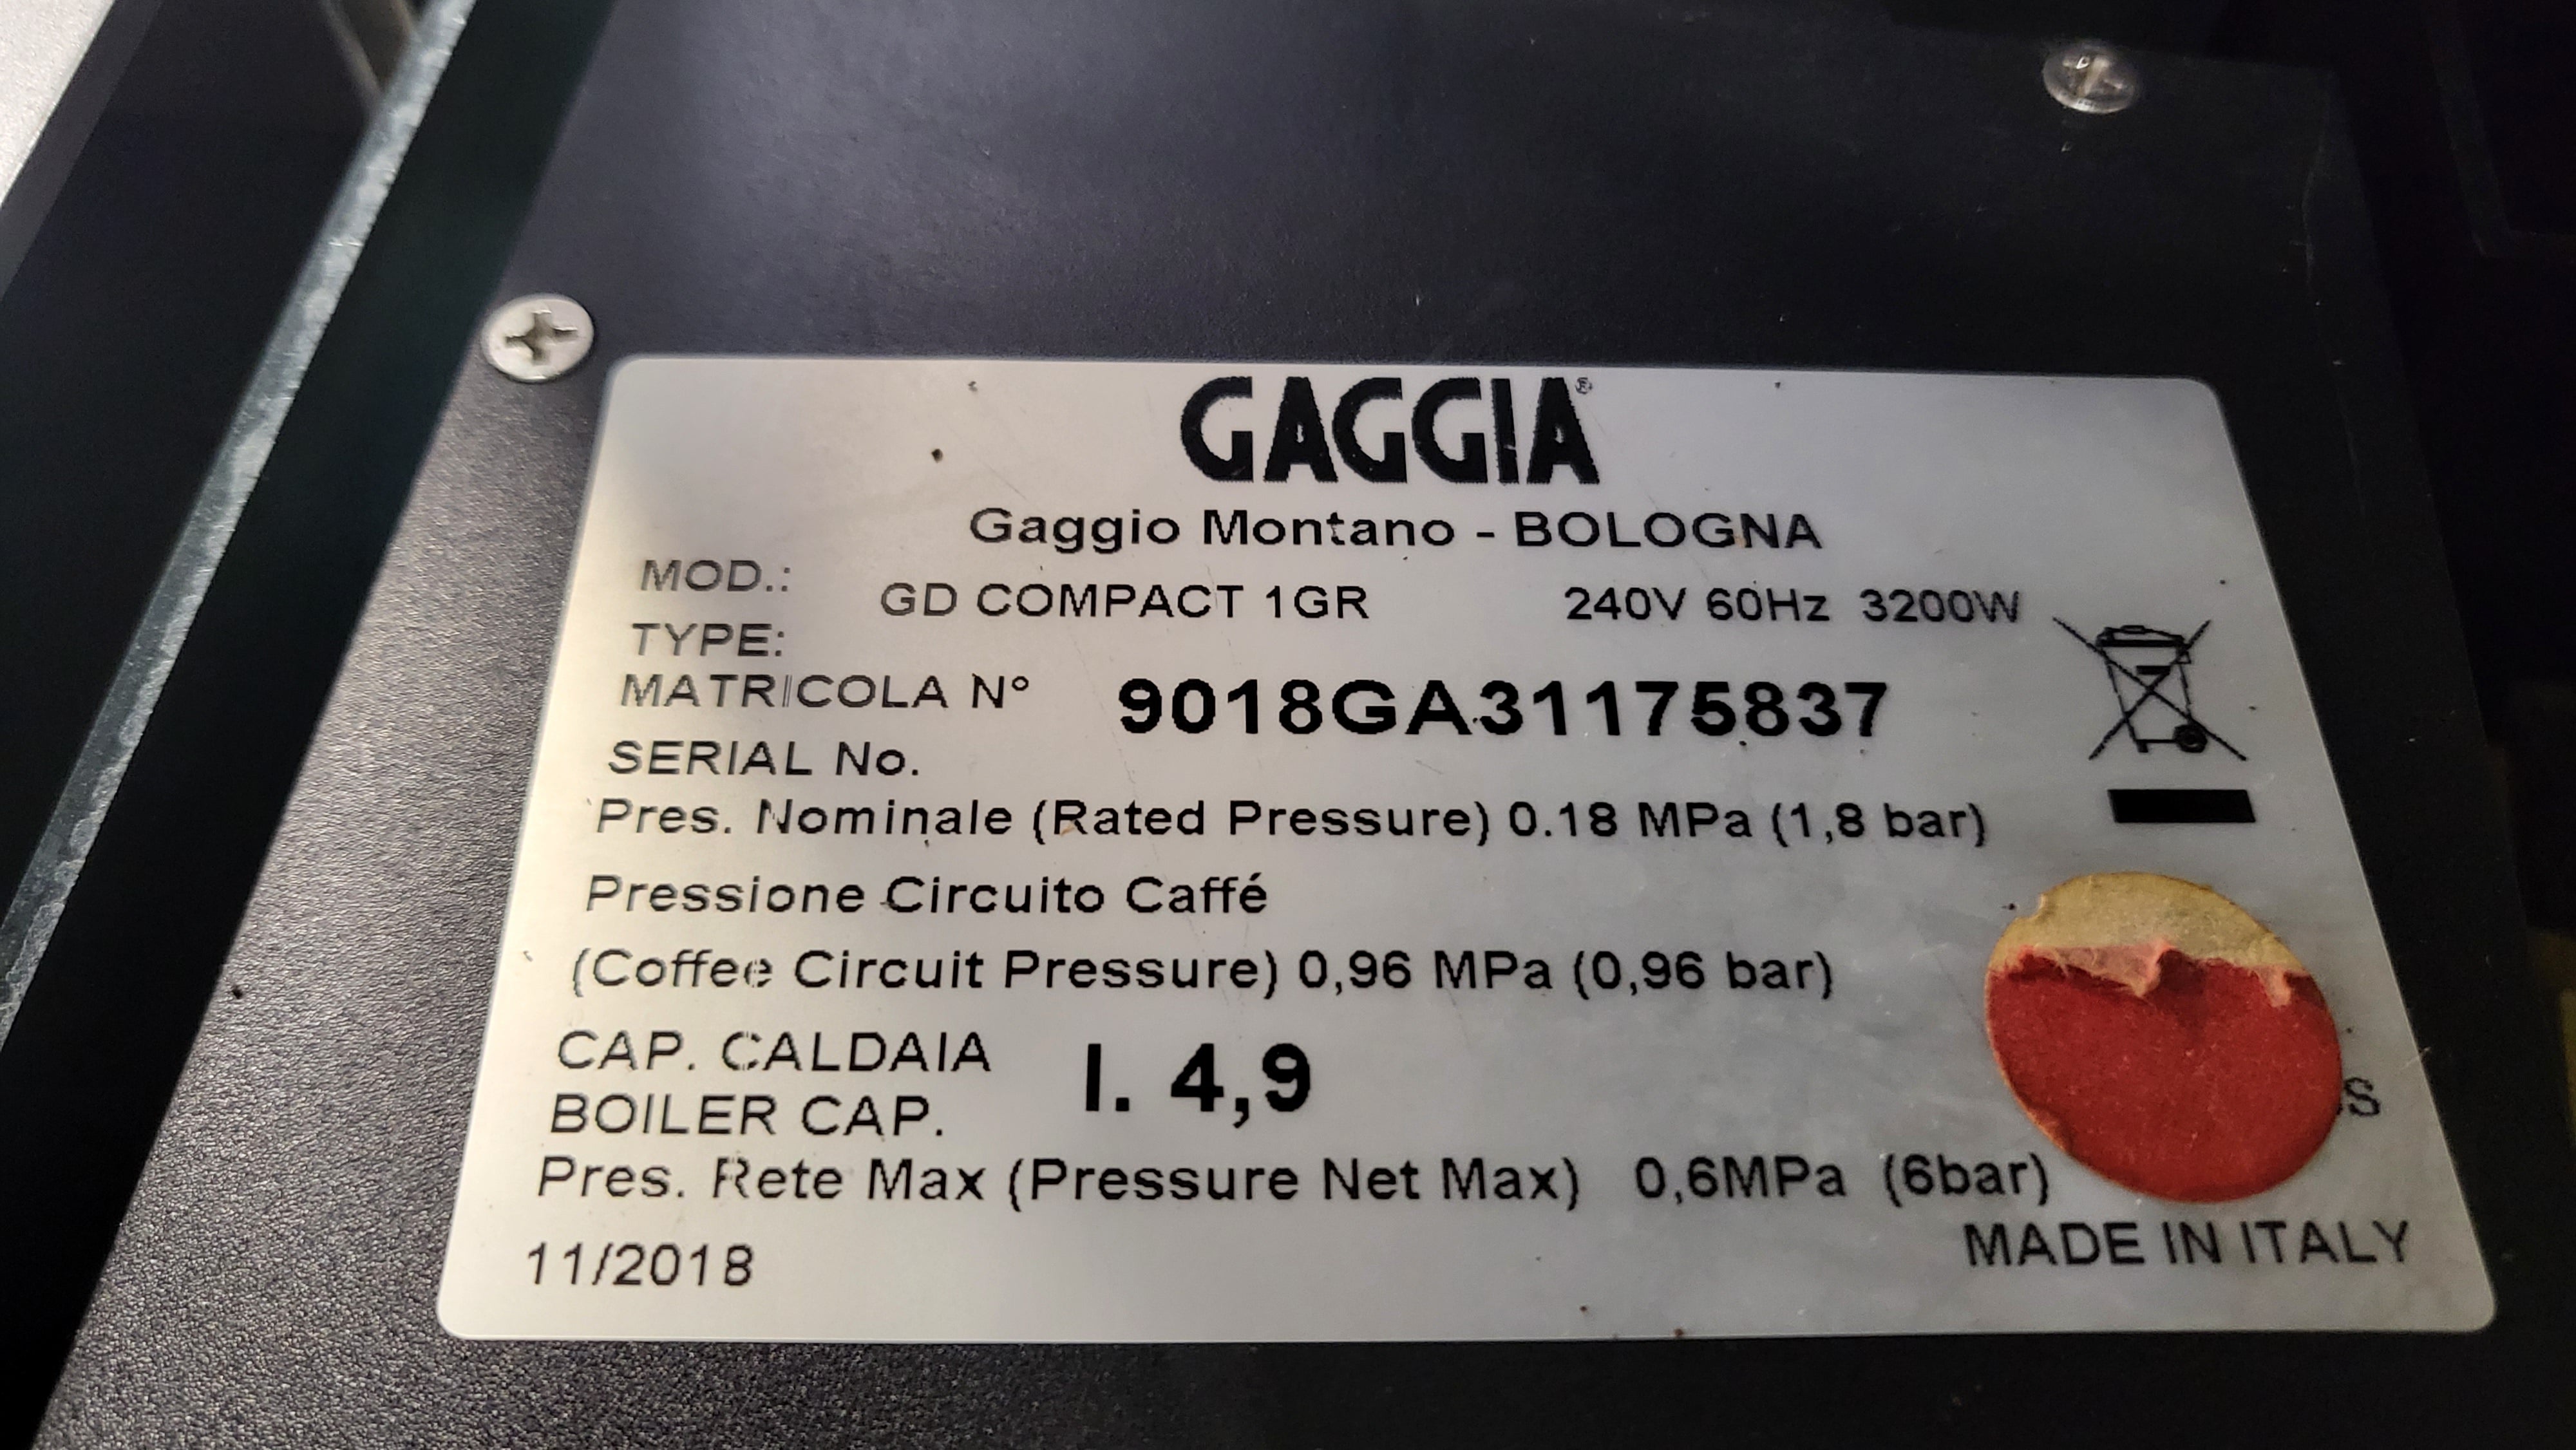 GAGGIA®
Gaggio Montano - BOLOGNA
MOD.:
GD COMPACT 1GR 240V 60Hz 3200W
TYPE:
MATRICOLA N° 9018GA31175837
SERIAL No.
Pres. Nominale (Rated Pressure) 0.18 MPa (1,8 bar)
Pressione Circuito Caffé
(Coffee Circuit Pressure) 0,96 MPa (0,96 bar)
CAP. CALDAIA l. 4,9
BOILER CAP.
Pres. Rete Max (Pressure Net Max) 0,6MPa (6bar)
11/2018 MADE IN ITALY